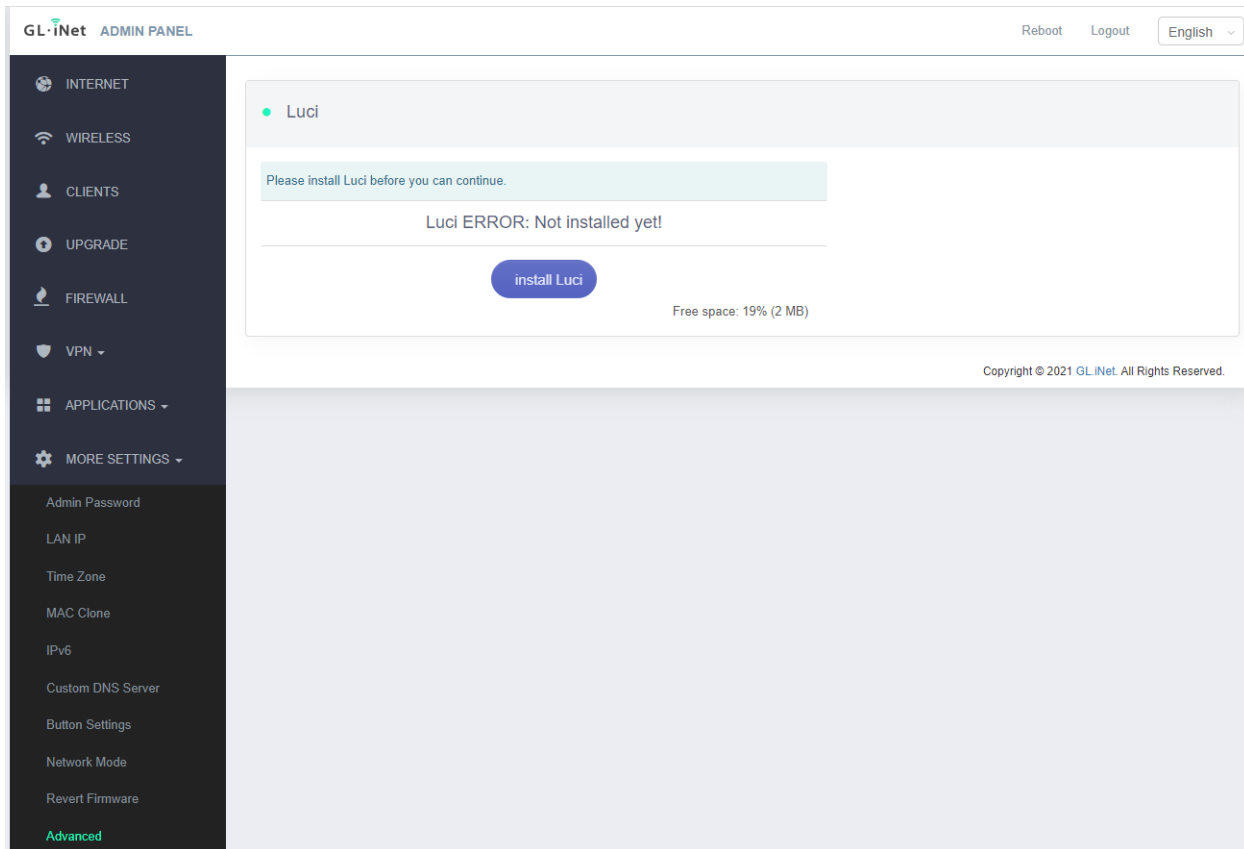 GL·iNet ADMIN PANEL
Reboot Logout English
INTERNET
WIRELESS
CLIENTS
UPGRADE
FIREWALL
VPN
APPLICATIONS
MORE SETTINGS
Admin Password
LAN IP
Time Zone
MAC Clone
IPv6
Custom DNS Server
Button Settings
Network Mode
Revert Firmware
Advanced
Luci
Please install Luci before you can continue.
Luci ERROR: Not installed yet!
install Luci
Free space: 19% (2 MB)
Copyright © 2021 GL.iNet. All Rights Reserved.